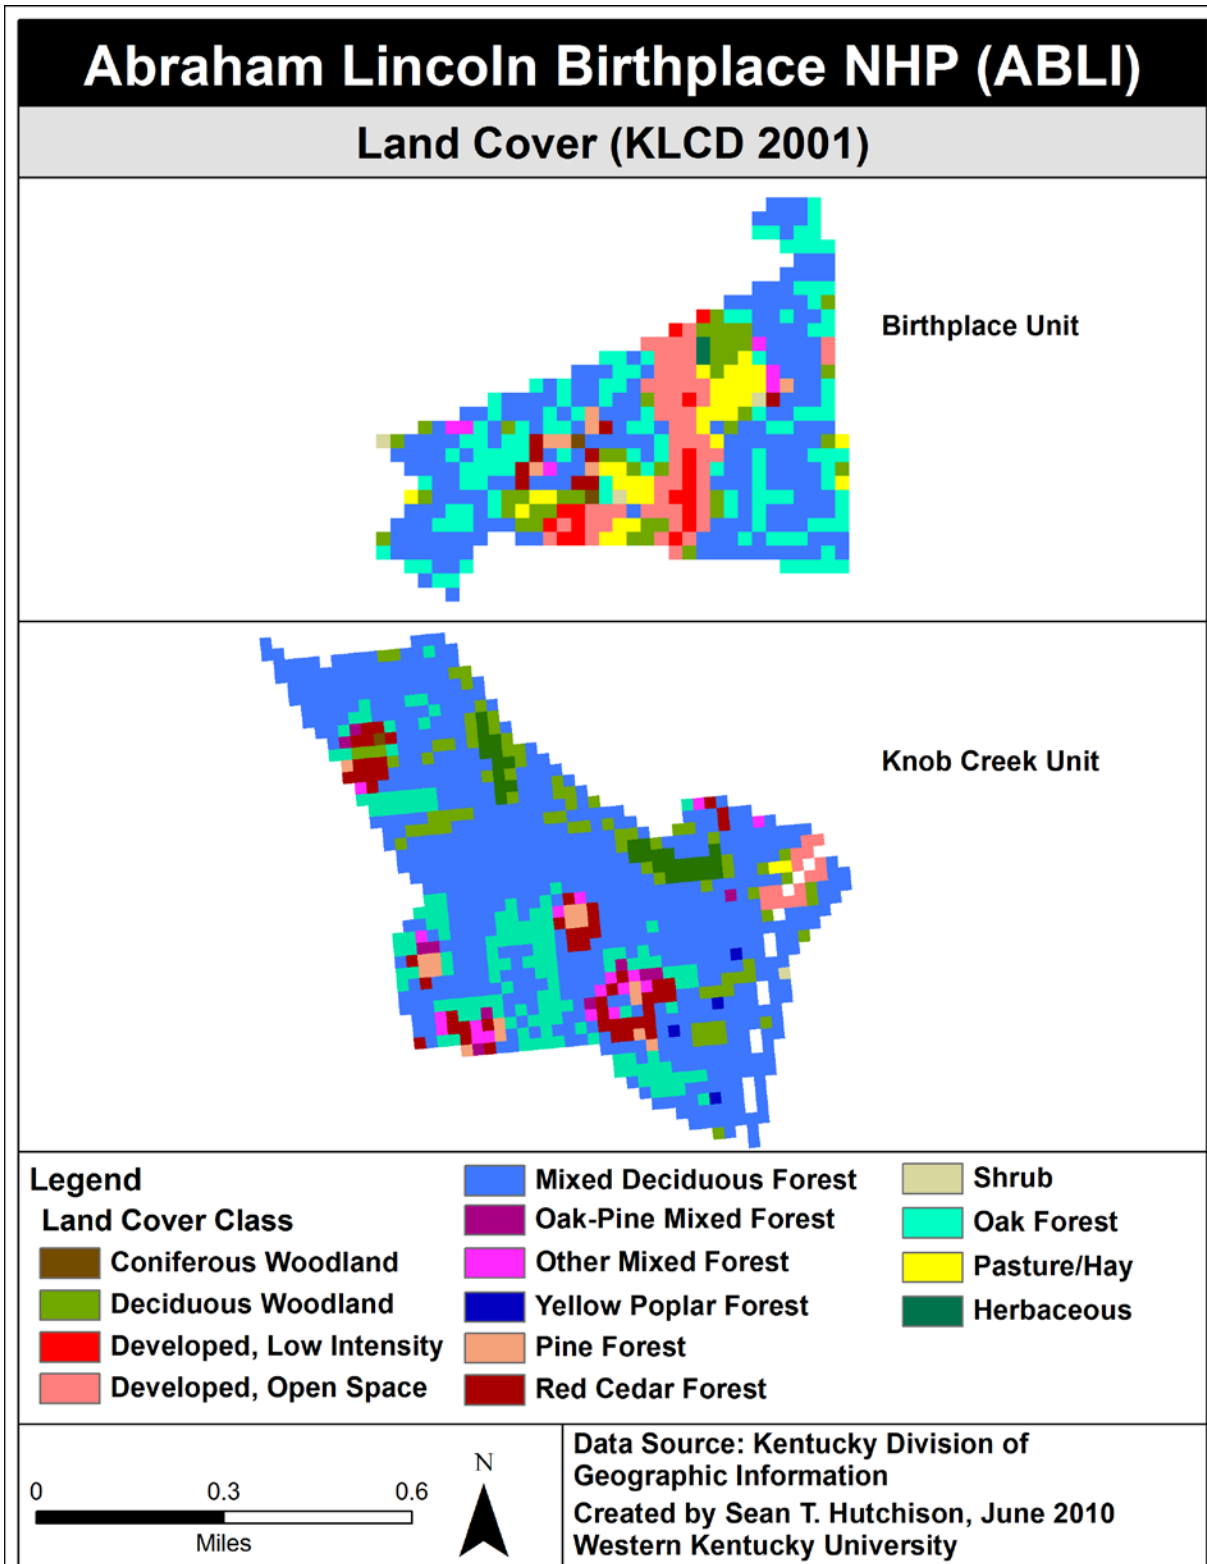 Abraham Lincoln Birthplace NHP (ABLI)
Land Cover (KLCD 2001)
Birthplace Unit
Knob Creek Unit
Legend
Land Cover Class
Coniferous Woodland
Deciduous Woodland
Developed, Low Intensity
Developed, Open Space
Mixed Deciduous Forest
Oak-Pine Mixed Forest
Other Mixed Forest
Yellow Poplar Forest
Pine Forest
Red Cedar Forest
Shrub
Oak Forest
Pasture/Hay
Herbaceous
0 0.3 0.6
Miles
N
Data Source: Kentucky Division of
Geographic Information
Created by Sean T. Hutchison, June 2010
Western Kentucky University